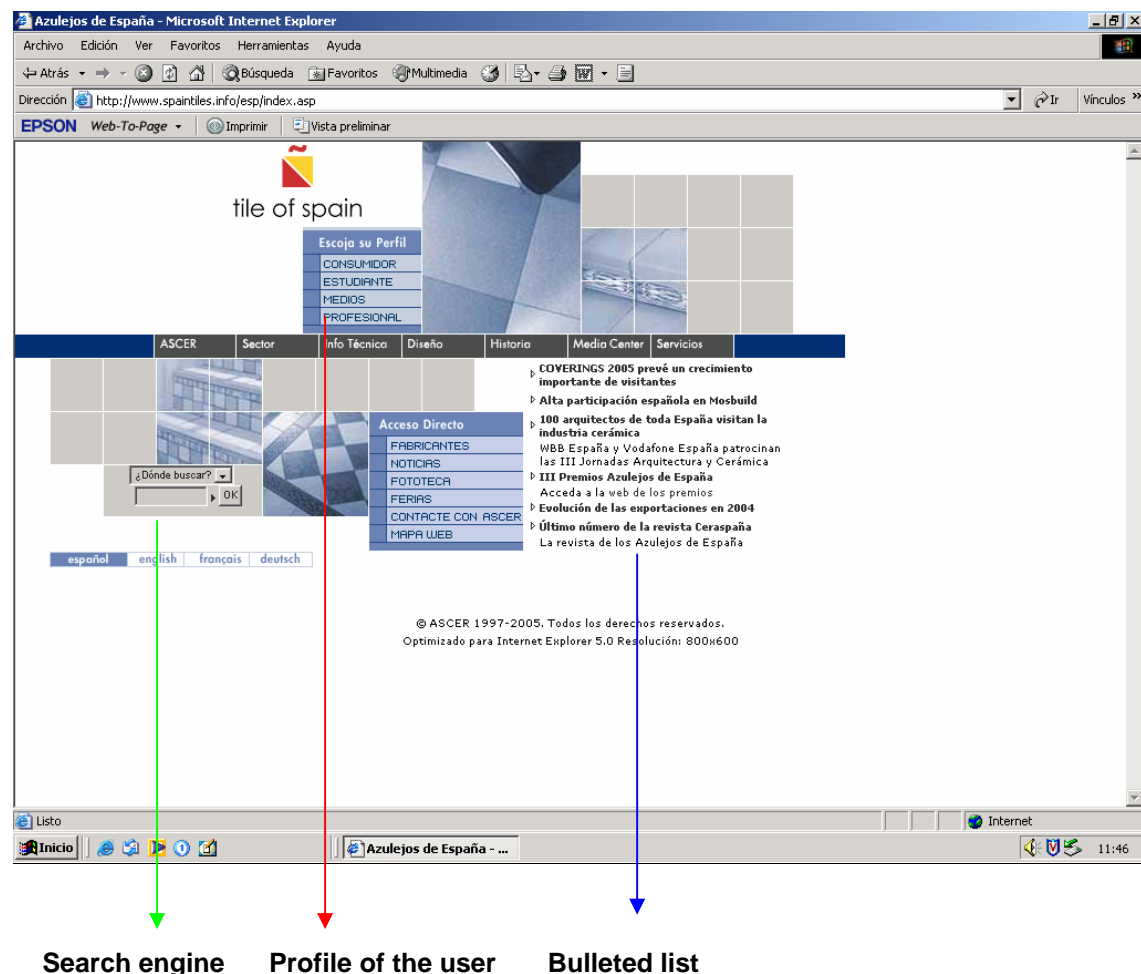 Azulejos de España - Microsoft Internet Explorer
Archivo Edición Ver Favoritos Herramientas Ayuda
Atrás Búsqueda Favoritos Multimedia
Dirección http://www.spaintiles.info/esp/index.asp Ir Vínculos »
EPSON Web-To-Page Imprimir Vista preliminar
tile of spain
Escoja su Perfil
CONSUMIDOR
ESTUDIANTE
MEDIOS
PROFESIONAL
ASCER Sector Info Técnica Diseño Historia Media Center Servicios
COVERINGS 2005 prevé un crecimiento
importante de visitantes
Alta participación española en Mosbuild
100 arquitectos de toda España visitan la
industria cerámica
WBB España y Vodafone España patrocinan
las III Jornadas Arquitectura y Cerámica
III Premios Azulejos de España
Acceda a la web de los premios
Evolución de las exportaciones en 2004
Último número de la revista Ceraspaña
La revista de los Azulejos de España
Acceso Directo
FABRICANTES
NOTICIAS
FOTOTECA
FERIAS
CONTACTE CON ASCER
MAPA WEB
¿Dónde buscar?
OK
español english français deutsch
© ASCER 1997-2005. Todos los derechos reservados.
Optimizado para Internet Explorer 5.0 Resolución: 800x600
Listo Internet
Inicio Azulejos de España - ... 11:46
Search engine Profile of the user Bulleted list